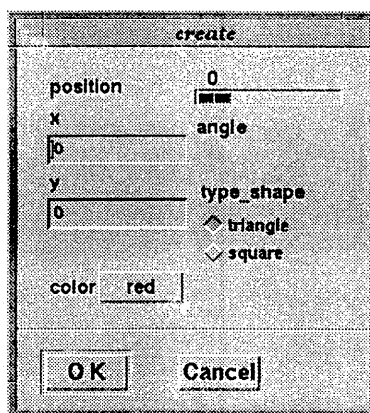 create
position
x
0
y
0
0
angle
type_shape
triangle
square
color red
OK Cancel